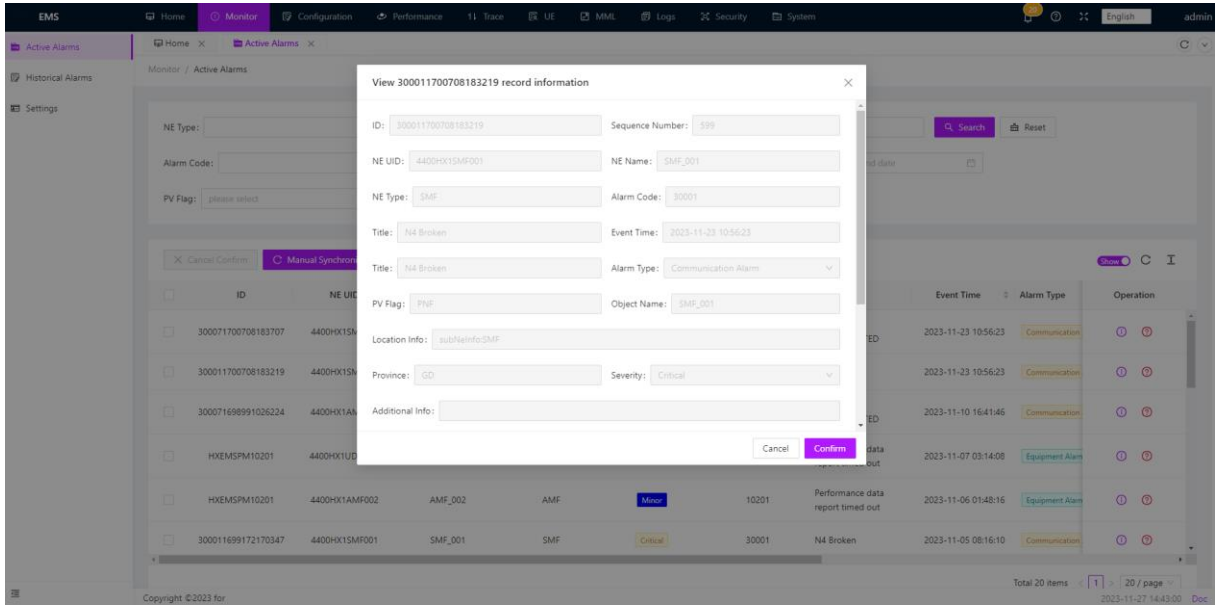 EMS Home Monitor Configuration Performance Trace UE MML Logs Security System 20 English admin
Active Alarms
Historical Alarms
Settings
Home Active Alarms
Monitor / Active Alarms
NE Type:
Alarm Code:
PV Flag: please select
Search Reset
Cancel Confirm Manual Synchron
Show
View 300011700708183219 record information
ID: 300011700708183219 Sequence Number: 599
NE UID: 4400HX1SMF001 NE Name: SMF_001
NE Type: SMF Alarm Code: 30001
Title: N4 Broken Event Time: 2023-11-23 10:56:23
Title: N4 Broken Alarm Type: Communication Alarm
PV Flag: PNF Object Name: SMF_001
Location Info: subNeInfo:SMF
Province: GD Severity: Critical
Additional Info:
Cancel Confirm
ID NE UID Event Time Alarm Type Operation
300071700708183707 4400HX1SM 2023-11-23 10:56:23 Communication
300011700708183219 4400HX1SM 2023-11-23 10:56:23 Communication
300071698991026224 4400HX1AM 2023-11-10 16:41:46 Communication
HXEMSPM10201 4400HX1UD data 2023-11-07 03:14:08 Equipment Alarm
HXEMSPM10201 4400HX1AMF002 AMF_002 AMF Minor 10201 Performance data report timed out 2023-11-06 01:48:16 Equipment Alarm
300011699172170347 4400HX1SMF001 SMF_001 SMF Critical 30001 N4 Broken 2023-11-05 08:16:10 Communication
Total 20 items < 1 > 20 / page
Copyright ©2023 for 2023-11-27 14:43:00 Doc